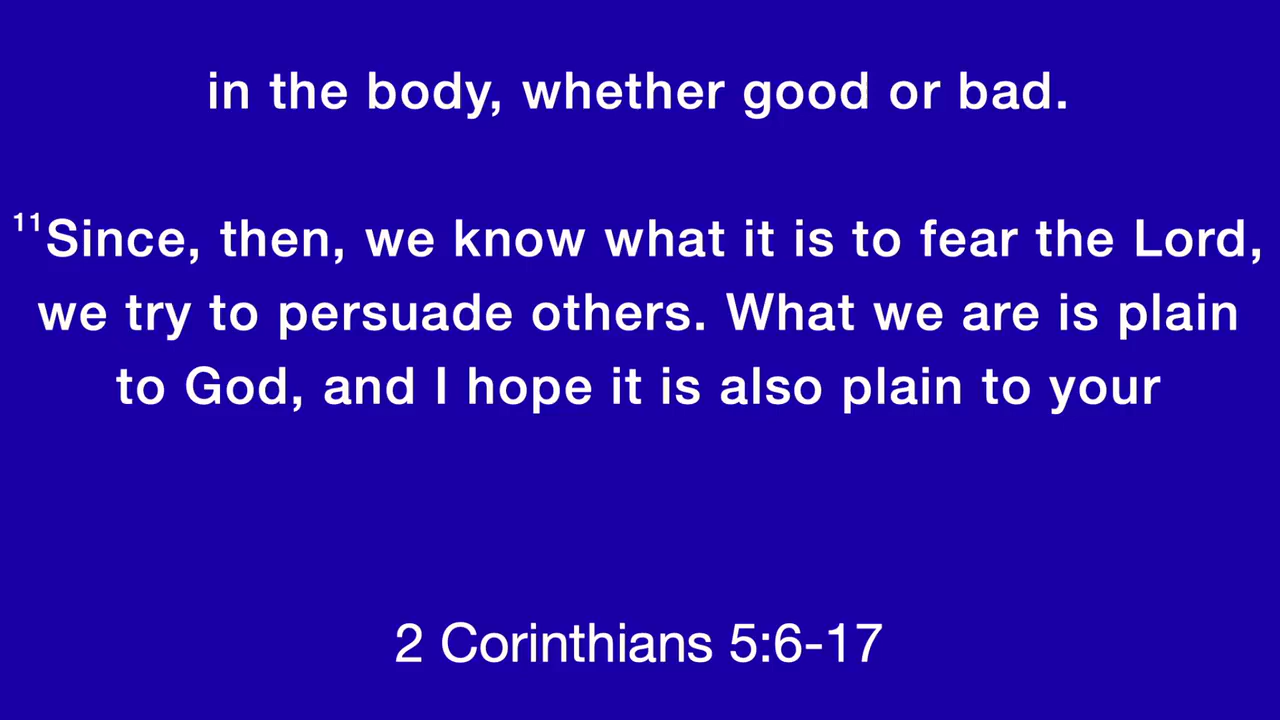 in the body, whether good or bad.
¹¹Since, then, we know what it is to fear the Lord,
we try to persuade others. What we are is plain
to God, and I hope it is also plain to your
2 Corinthians 5:6-17